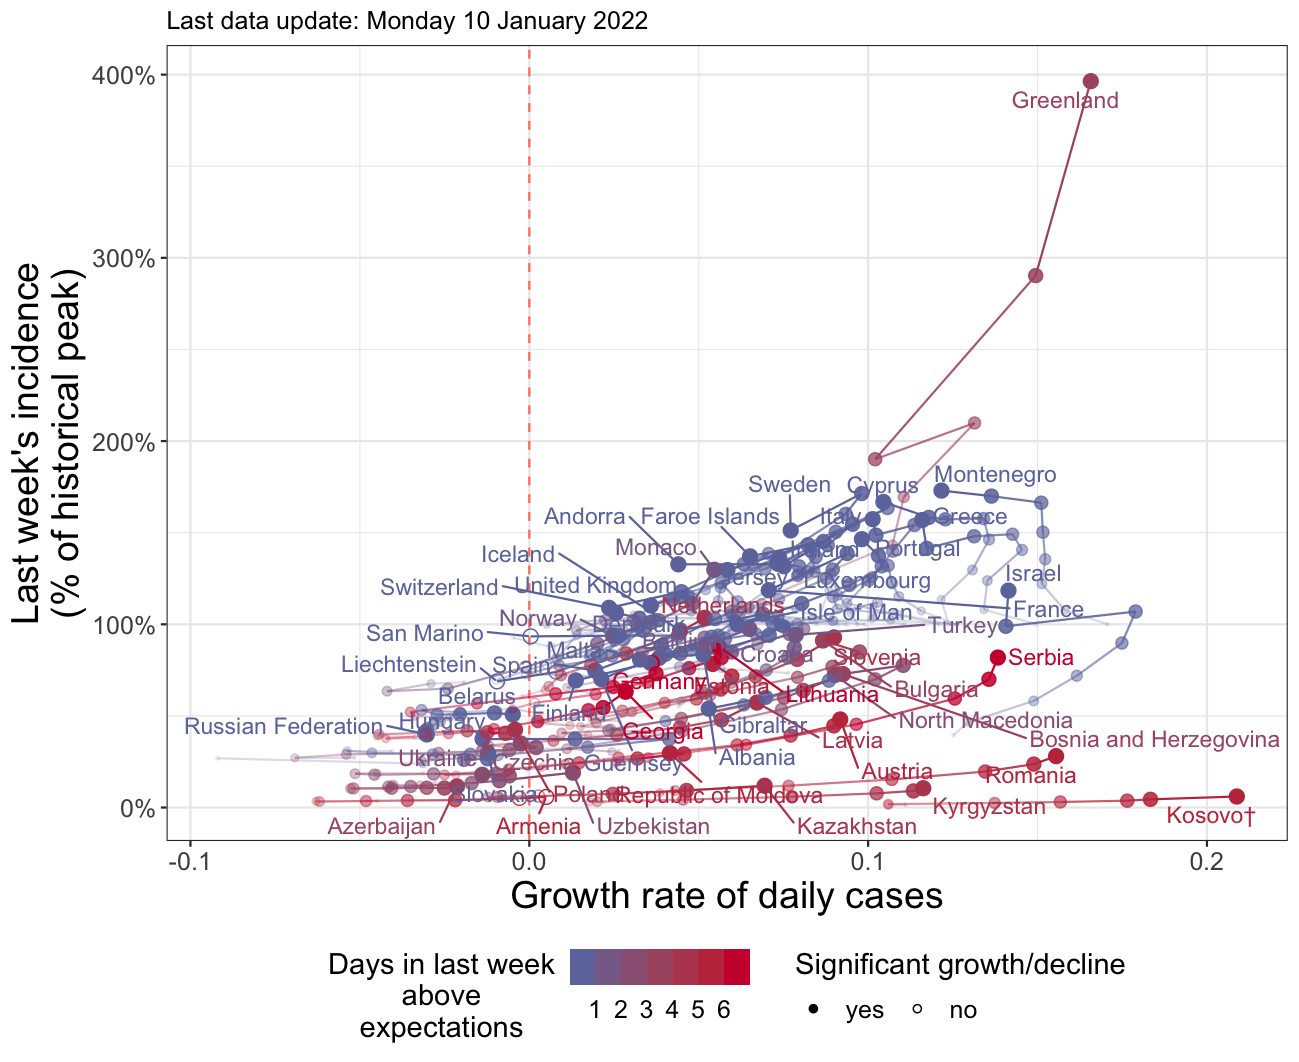 Last data update: Monday 10 January 2022
Last week's incidence
(% of historical peak)
400%
300%
200%
100%
0%
Greenland
Sweden
Cyprus
Montenegro
Andorra
Faroe Islands
Italy
Greece
Monaco
Ireland
Portugal
Iceland
Jersey
Luxembourg
Israel
Switzerland
United Kingdom
Netherlands
Isle of Man
France
Norway
Denmark
Turkey
San Marino
Malta
Belgium
Croatia
Slovenia
Serbia
Liechtenstein
Spain
Germany
Estonia
Lithuania
Bulgaria
Belarus
Finland
Gibraltar
North Macedonia
Russian Federation
Hungary
Georgia
Latvia
Bosnia and Herzegovina
Ukraine
Czechia
Guernsey
Albania
Austria
Romania
Slovakia
Poland
Republic of Moldova
Kyrgyzstan
Kosovo†
Azerbaijan
Armenia
Uzbekistan
Kazakhstan
-0.1
0.0
0.1
0.2
Growth rate of daily cases
Days in last week
above
expectations
1 2 3 4 5 6
Significant growth/decline
yes
no